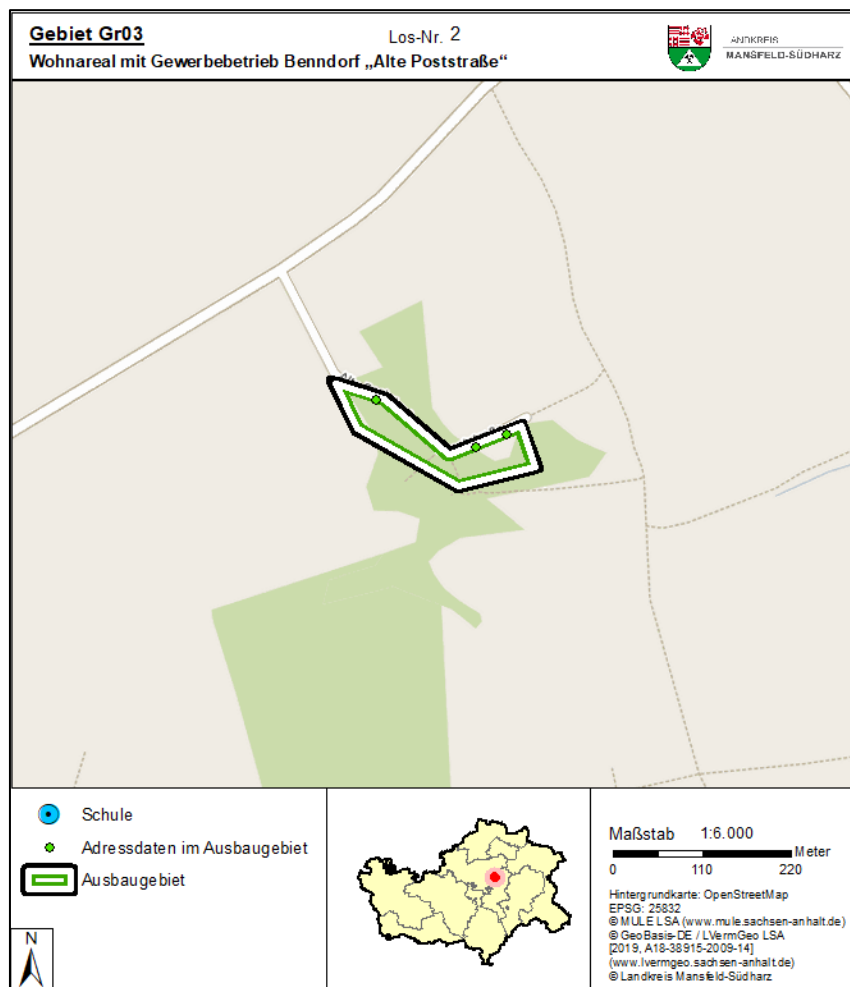 Gebiet Gr03
Los-Nr. 2
Wohnareal mit Gewerbebetrieb Benndorf „Alte Poststraße“
ANDKREIS
MANSFELD-SÜDHARZ
Schule
Adressdaten im Ausbaugebiet
Ausbaugebiet
N
Maßstab 1:6.000
Meter
0 110 220
Hintergrundkarte: OpenStreetMap
EPSG: 25832
© MULE LSA (www.mule.sachsen-anhalt.de)
© GeoBasis-DE / LVermGeo LSA
[2019, A18-38915-2009-14]
(www.lvermgeo.sachsen-anhalt.de)
© Landkreis Mansfeld-Südharz